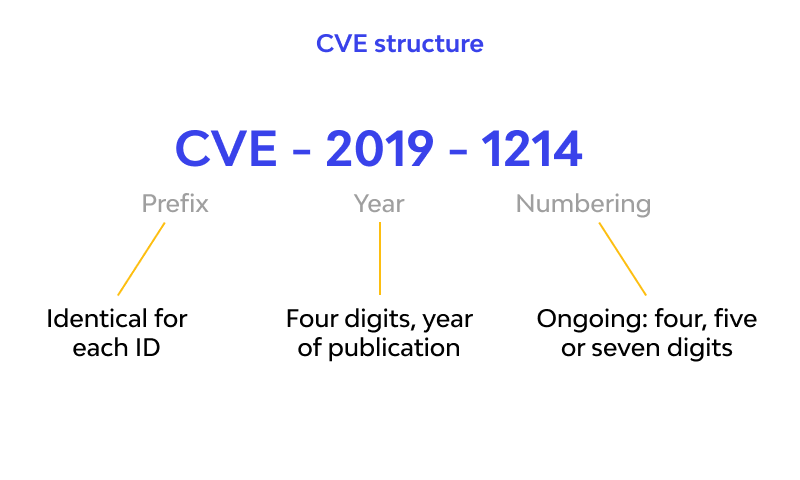 CVE structure
CVE - 2019 - 1214
Prefix Year Numbering
Identical for each ID
Four digits, year of publication
Ongoing: four, five or seven digits